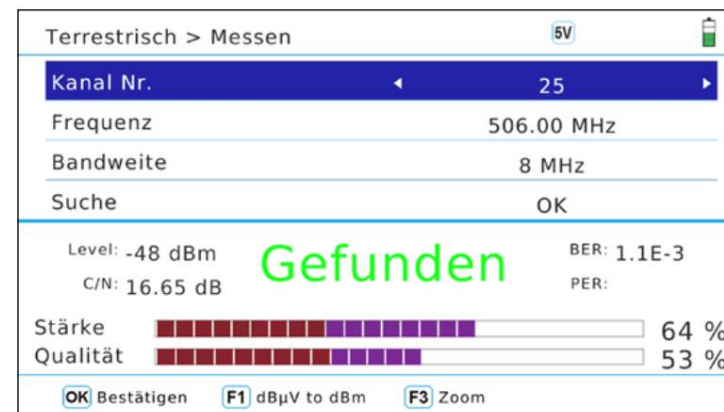 Terrestrisch > Messen 5V
Kanal Nr. 25
Frequenz 506.00 MHz
Bandweite 8 MHz
Suche OK
Level: -48 dBm
C/N: 16.65 dB
Gefunden
BER: 1.1E-3
PER:
Stärke 64 %
Qualität 53 %
OK Bestätigen F1 dBµV to dBm F3 Zoom